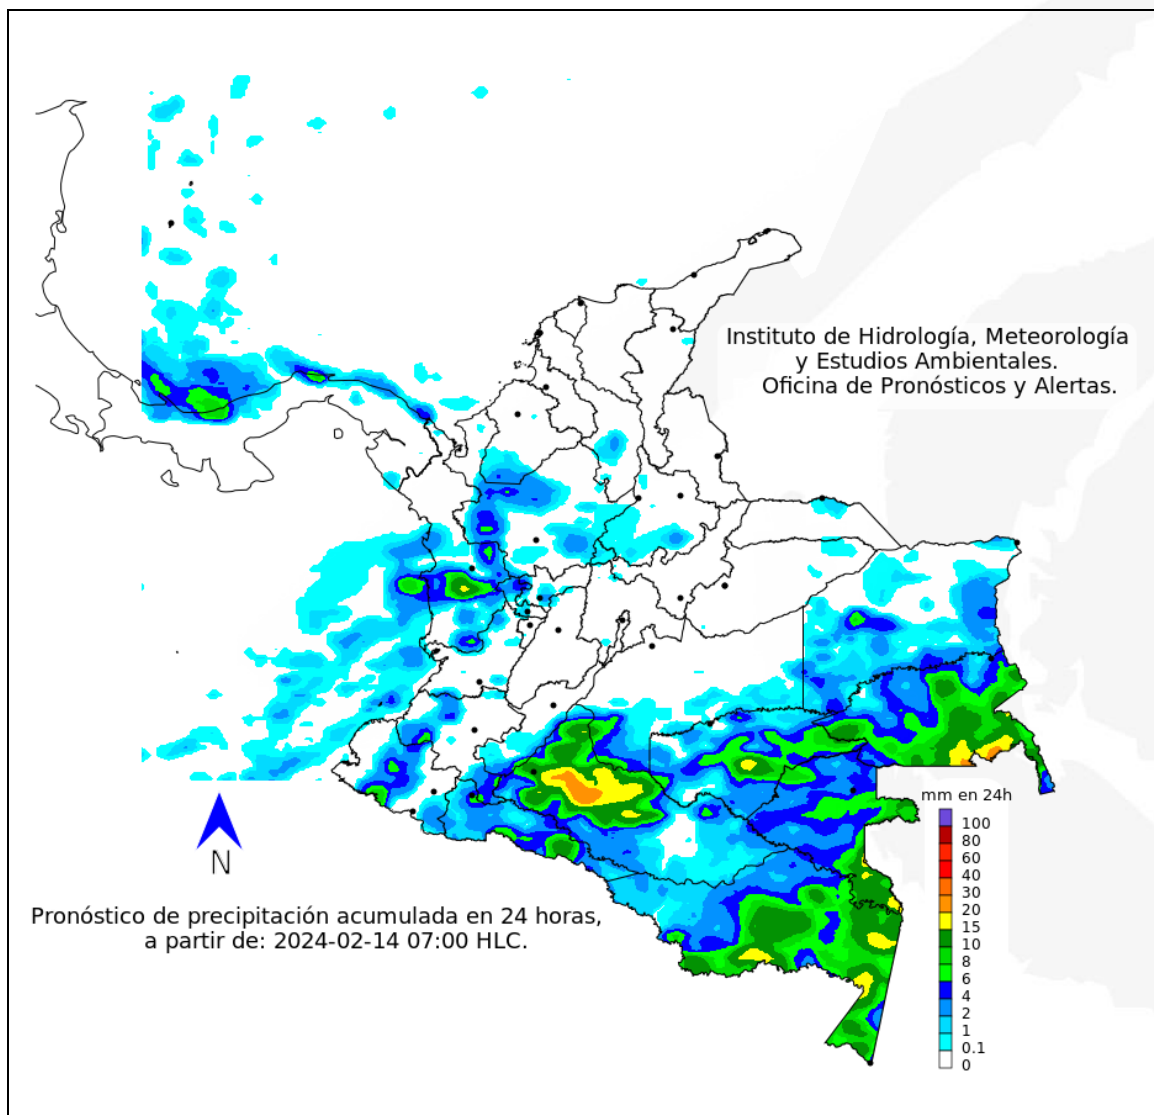 Instituto de Hidrología, Meteorología
y Estudios Ambientales.
Oficina de Pronósticos y Alertas.
mm en 24h
100
80
60
40
30
20
15
10
8
6
4
2
1
0.1
0
N
Pronóstico de precipitación acumulada en 24 horas,
a partir de: 2024-02-14 07:00 HLC.